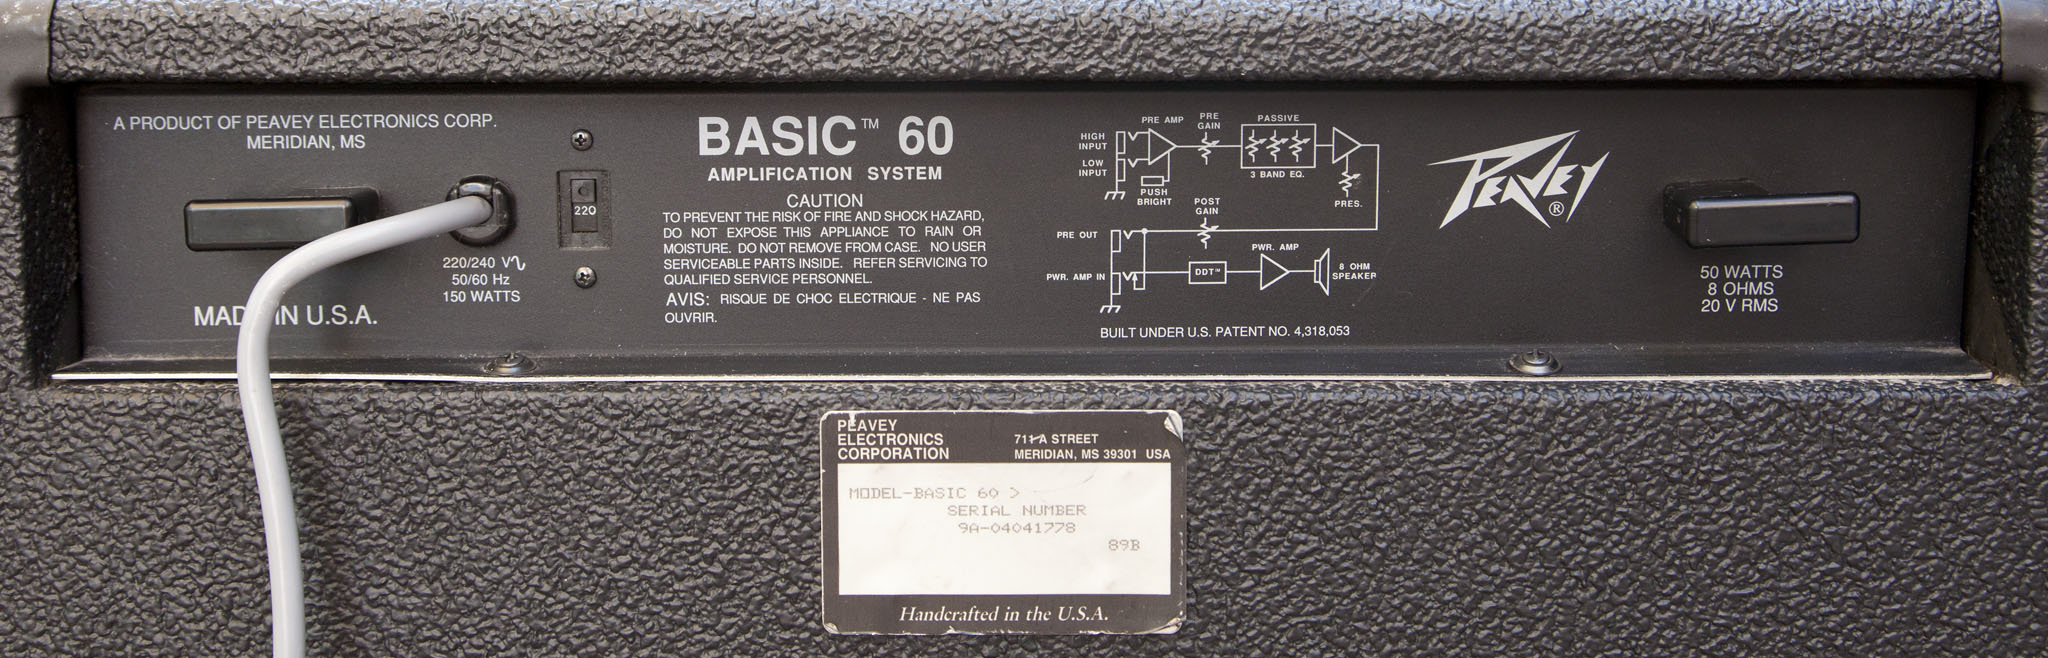 A PRODUCT OF PEAVEY ELECTRONICS CORP.
MERIDIAN, MS
220/240 V
50/60 Hz
150 WATTS
MADE IN U.S.A.
220
BASIC™ 60
AMPLIFICATION SYSTEM
CAUTION
TO PREVENT THE RISK OF FIRE AND SHOCK HAZARD,
DO NOT EXPOSE THIS APPLIANCE TO RAIN OR
MOISTURE. DO NOT REMOVE FROM CASE. NO USER
SERVICEABLE PARTS INSIDE. REFER SERVICING TO
QUALIFIED SERVICE PERSONNEL.
AVIS: RISQUE DE CHOC ELECTRIQUE - NE PAS
OUVRIR.
HIGH
INPUT
LOW
INPUT
PRE AMP
PUSH
BRIGHT
PRE
GAIN
PASSIVE
3 BAND EQ.
PRES.
POST
GAIN
PRE OUT
PWR. AMP IN
DDT™
PWR. AMP
8 OHM
SPEAKER
BUILT UNDER U.S. PATENT NO. 4,318,053
PEAVEY®
50 WATTS
8 OHMS
20 V RMS
PEAVEY
ELECTRONICS
CORPORATION
711 A STREET
MERIDIAN, MS 39301 USA
MODEL-BASIC 60 >
SERIAL NUMBER
9A-04041778
89B
Handcrafted in the U.S.A.